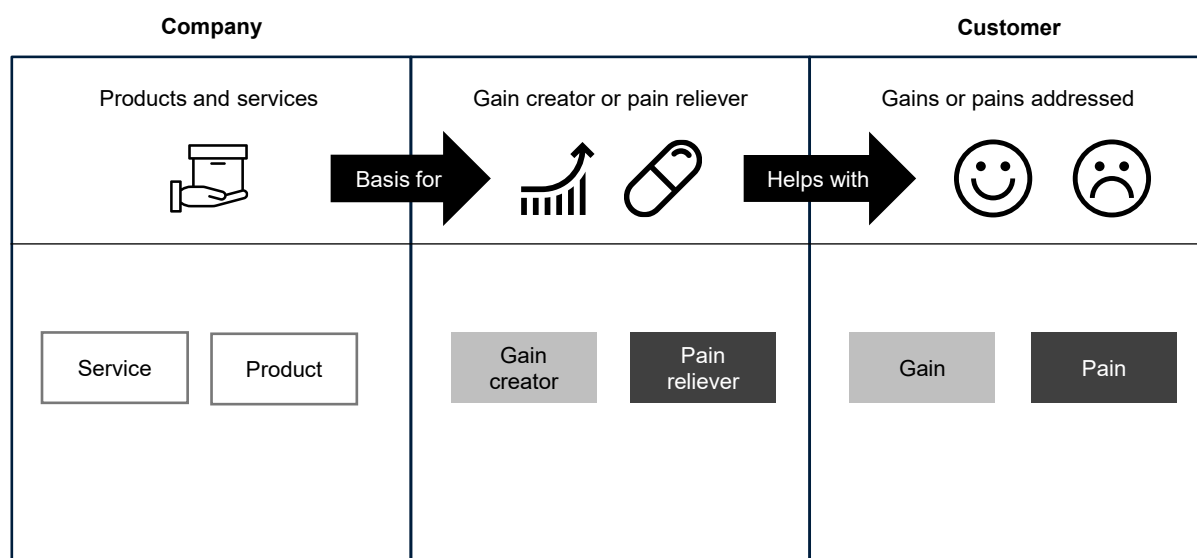 Company
Customer
Products and services
Gain creator or pain reliever
Gains or pains addressed
Basis for
Helps with
Service
Product
Gain
creator
Pain
reliever
Gain
Pain